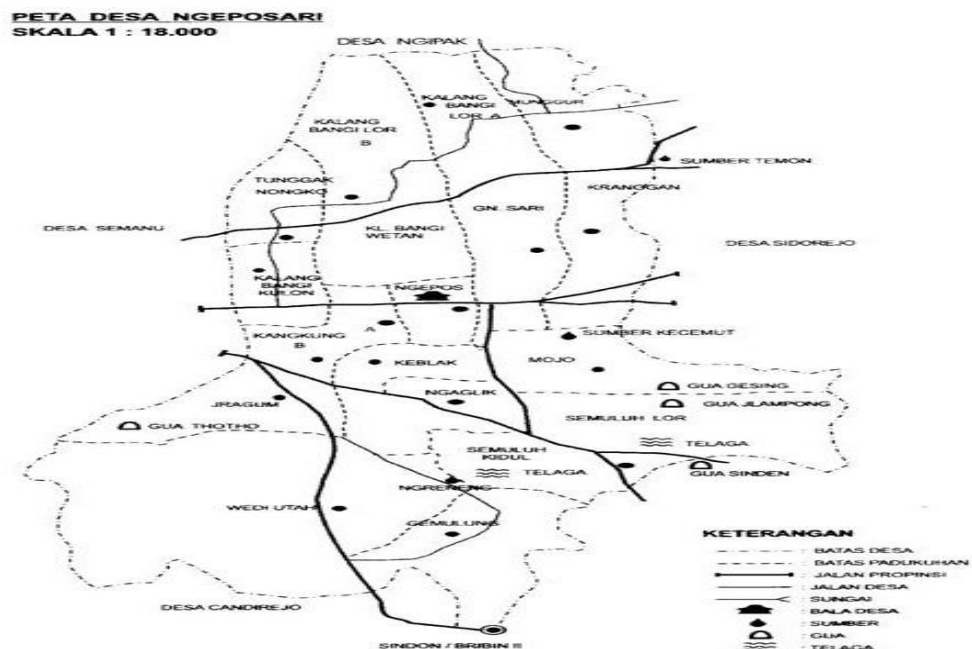 PETA DESA NGEPOSARI
SKALA 1 : 18.000
DESA NGIPAK
KALANG
BANGI
LOR A
MUNGGUR
KALANG
BANGI LOR
B
SUMBER TEMON
TUNGGAK
NONGKO
KRANGGAN
GN. SARI
DESA SEMANU
KL. BANGI
WETAN
DESA SIDOREJO
KALANG
BANGI
KULON
NGEPOS
A
KANGKUNG
B
SUMBER KECEMUT
KEBLAK
MOJO
GUA GESING
NGAGLIK
JRAGUM
GUA JLAMPONG
SEMULUH LOR
GUA THOTHO
TELAGA
SEMULUH
KIDUL
TELAGA
GUA SINDEN
NGRENENG
WEDI UTAH
GEMULUNG
KETERANGAN
: BATAS DESA
: BATAS PADUKUHAN
: JALAN PROPINSI
: JALAN DESA
: SUNGAI
: BALA DESA
: SUMBER
: GUA
: TELAGA
DESA CANDIREJO
SINDON / BRIBIN II